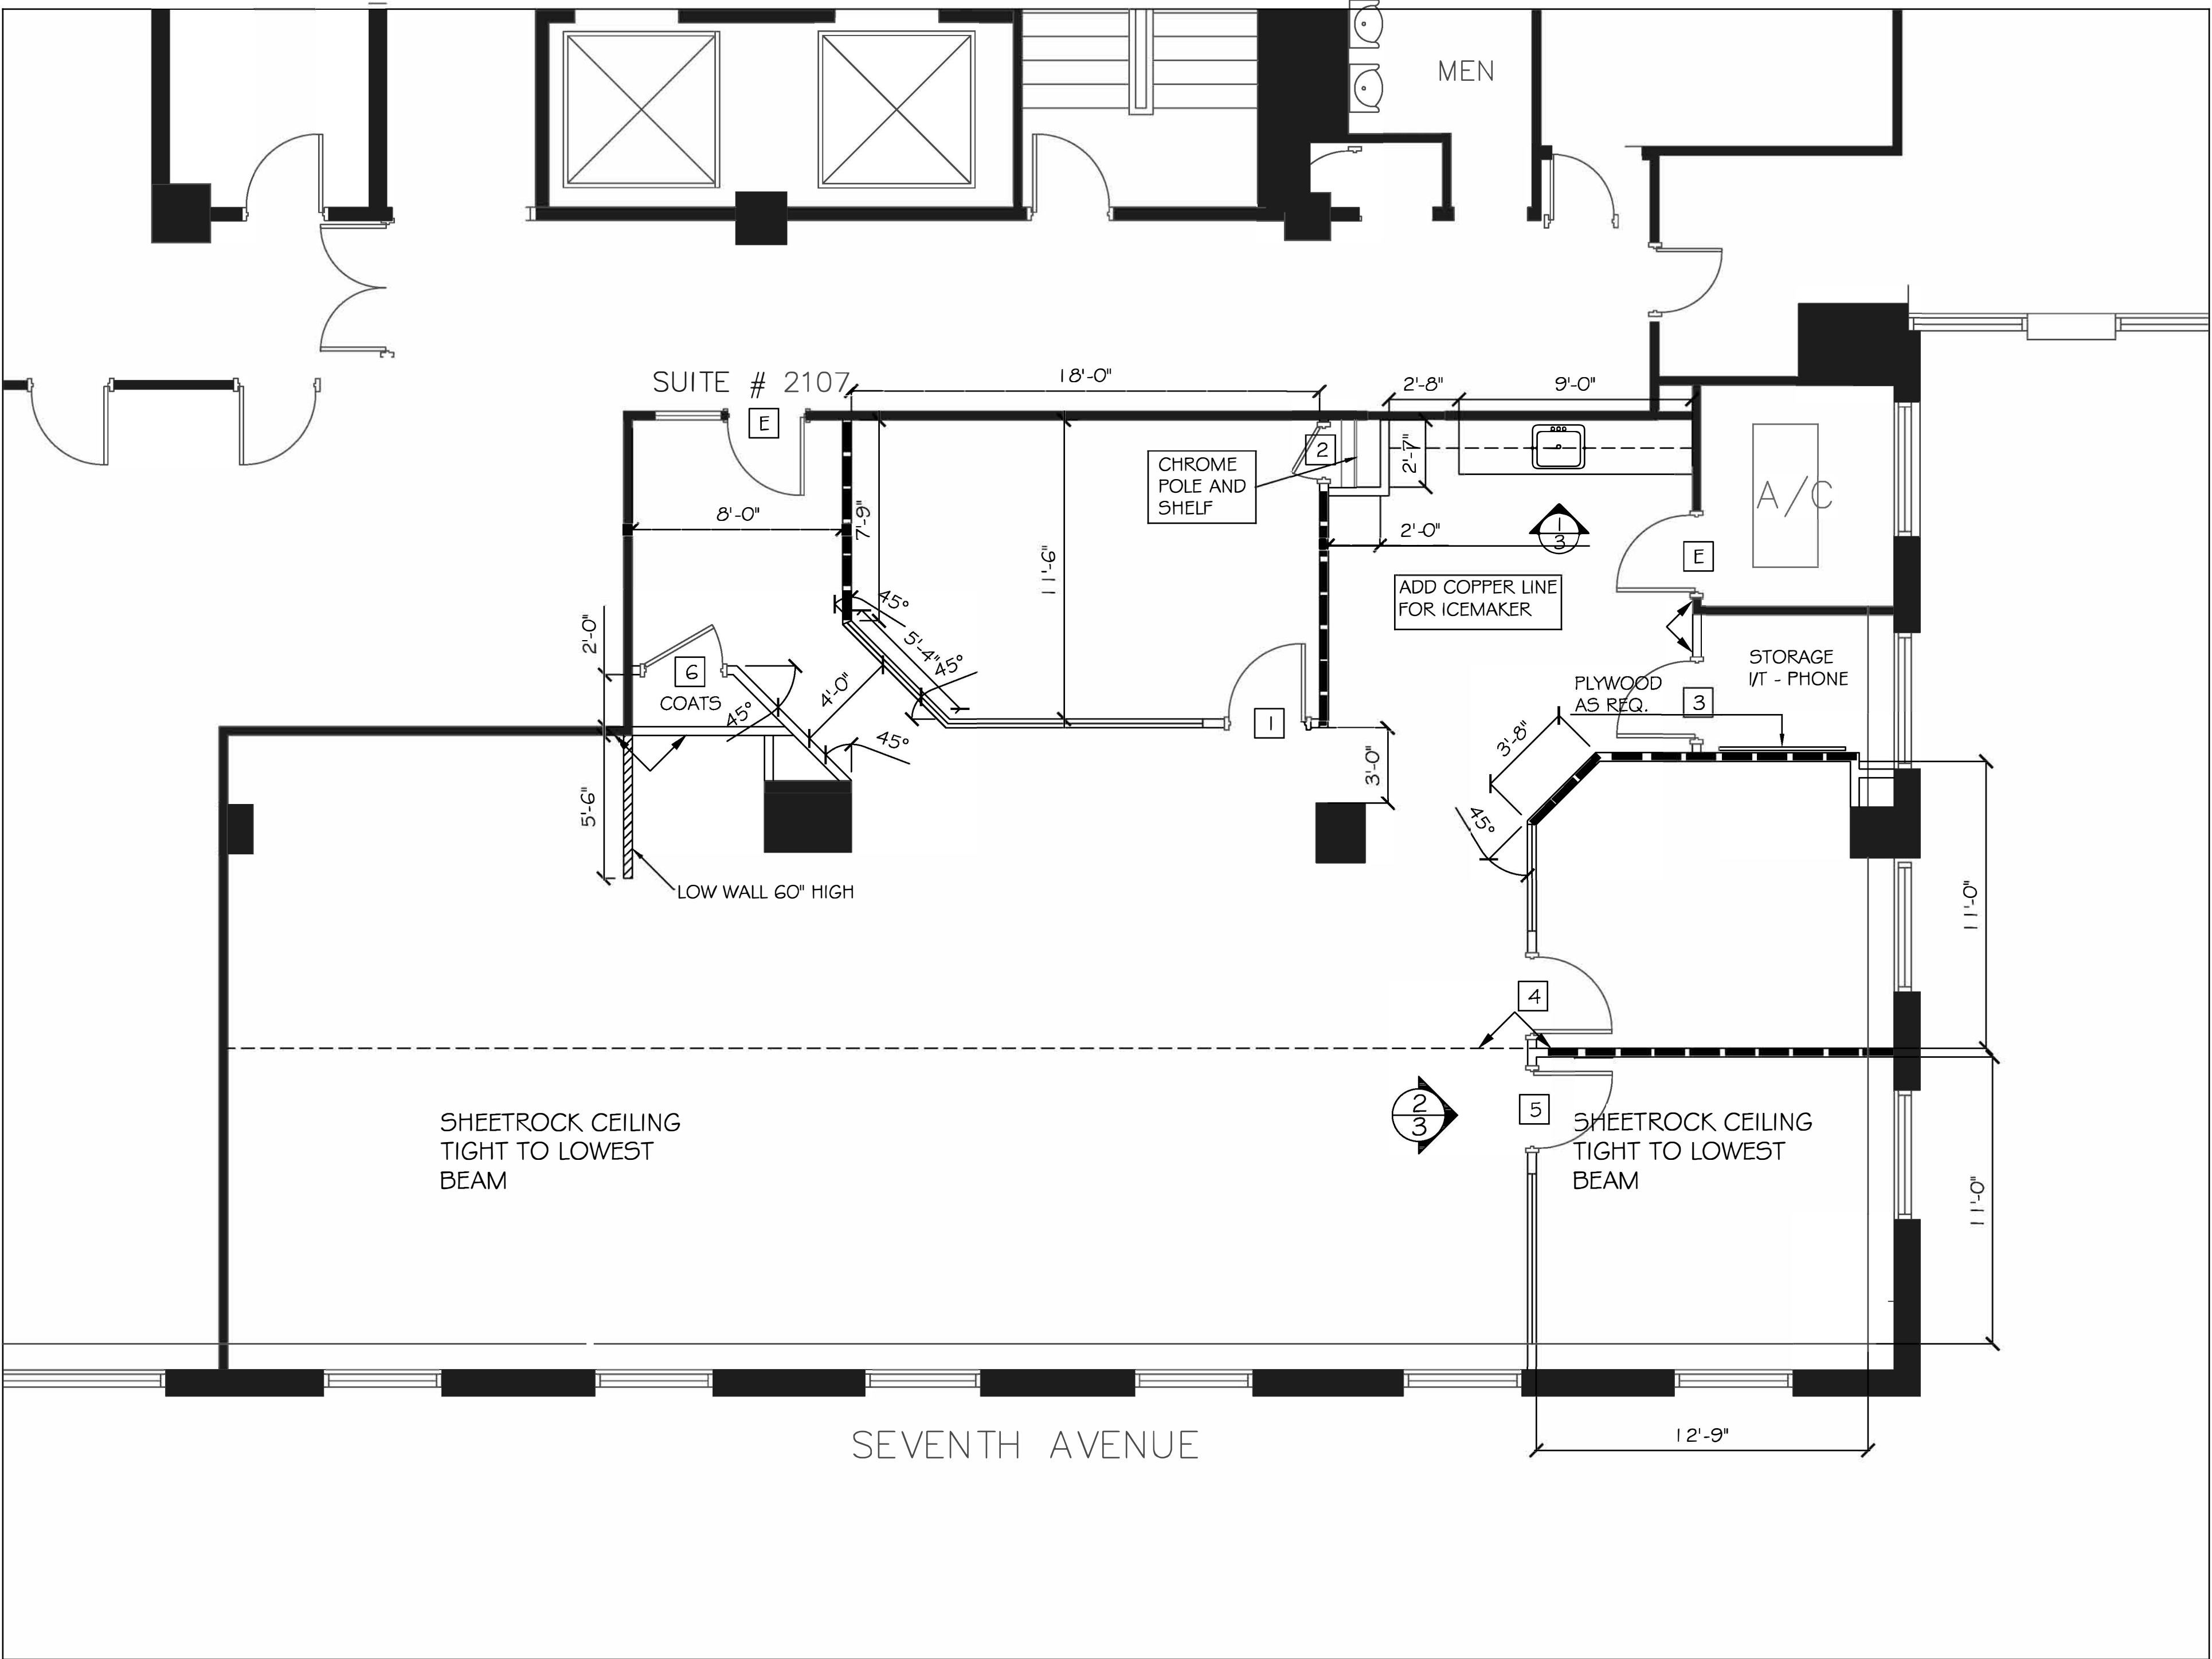 MEN
SUITE # 2107
18'-0"
2'-8"
9'-0"
E
2
CHROME
POLE AND
SHELF
2'-7"
A/C
8'-0"
7'-9"
11'-6"
2'-0"
1
3
E
ADD COPPER LINE
FOR ICEMAKER
45°
5'-4"
45°
2'-0"
6
COATS
45°
4'-0"
45°
STORAGE
I/T - PHONE
PLYWOOD
AS REQ.
3
1
3'-8"
3'-0"
45°
5'-6"
LOW WALL 60" HIGH
11'-0"
4
2
3
5
SHEETROCK CEILING
TIGHT TO LOWEST
BEAM
SHEETROCK CEILING
TIGHT TO LOWEST
BEAM
11'-0"
12'-9"
SEVENTH AVENUE